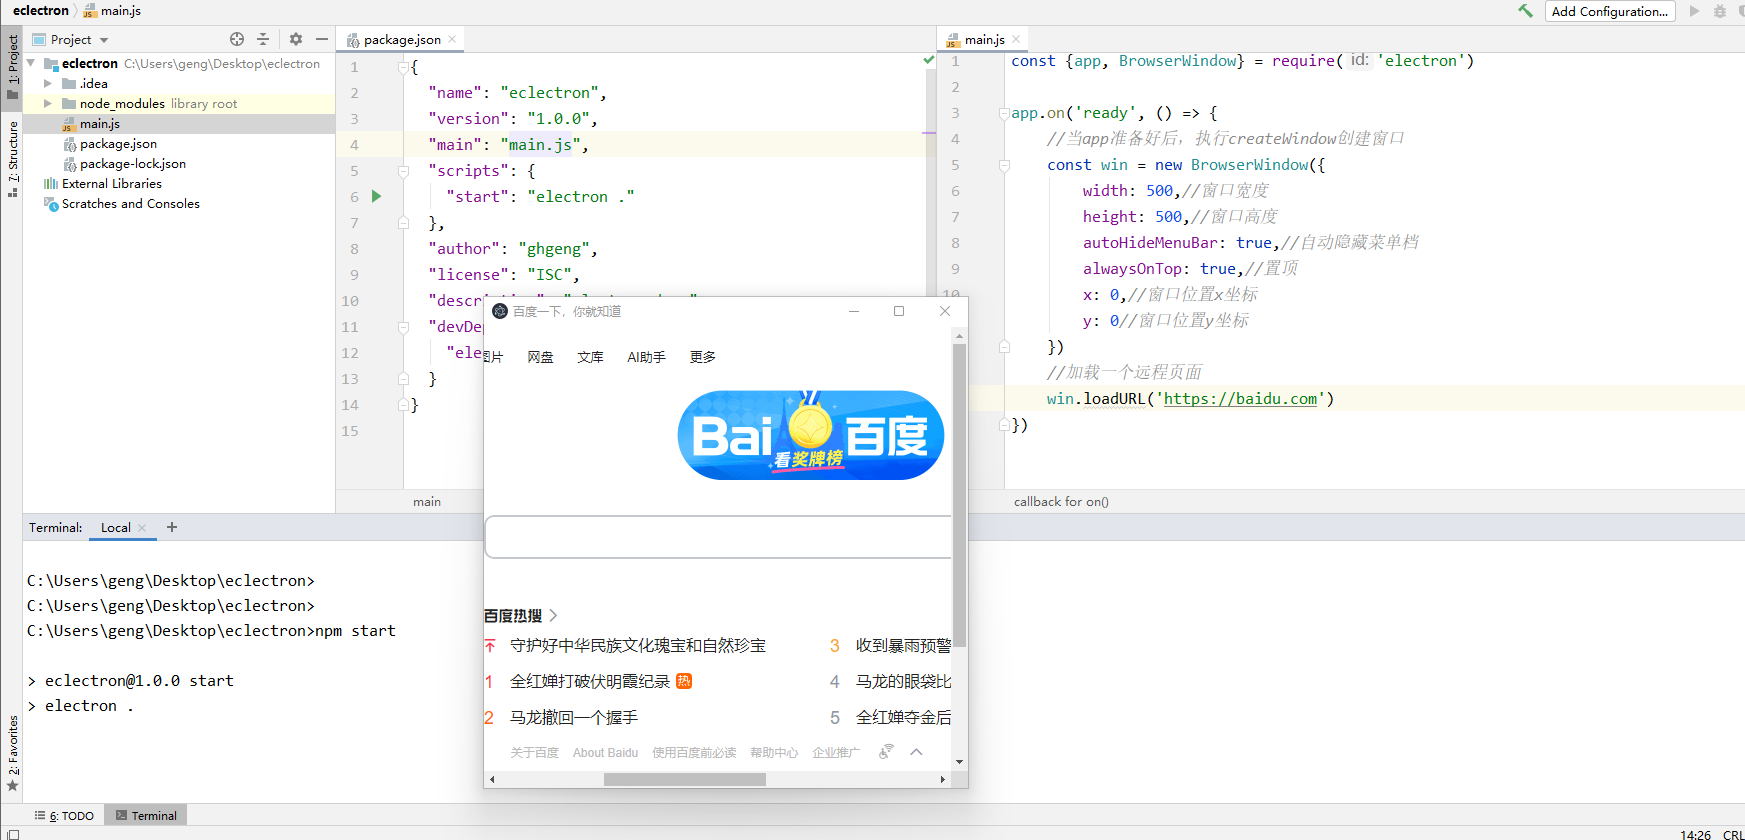 eclectron main.js
Add Configuration...
1: Project
7: Structure
2: Favorites
Project
eclectron C:\Users\geng\Desktop\eclectron
.idea
node_modules library root
main.js
package.json
package-lock.json
External Libraries
Scratches and Consoles
package.json
1 {
2 "name": "eclectron",
3 "version": "1.0.0",
4 "main": "main.js",
5 "scripts": {
6 "start": "electron ."
7 },
8 "author": "ghgeng",
9 "license": "ISC",
10
11 "devDep
12 "ele
13 }
14 }
15
main
main.js
1 const {app, BrowserWindow} = require( id: 'electron')
2
3 app.on('ready', () => {
4 //当app准备好后，执行createWindow创建窗口
5 const win = new BrowserWindow({
6 width: 500,//窗口宽度
7 height: 500,//窗口高度
8 autoHideMenuBar: true,//自动隐藏菜单档
9 alwaysOnTop: true,//置顶
10 x: 0,//窗口位置x坐标
y: 0//窗口位置y坐标
})
//加载一个远程页面
win.loadURL('https://baidu.com')
})
callback for on()
百度一下，你就知道
图片 网盘 文库 AI助手 更多
Bai 百度
看奖牌榜
百度热搜
守护好中华民族文化瑰宝和自然珍宝
3 收到暴雨预警
1 全红婵打破伏明霞纪录 热
4 马龙的眼袋比
2 马龙撤回一个握手
5 全红婵夺金后
关于百度 About Baidu 使用百度前必读 帮助中心 企业推广
Terminal: Local
C:\Users\geng\Desktop\eclectron>
C:\Users\geng\Desktop\eclectron>
C:\Users\geng\Desktop\eclectron>npm start
> eclectron@1.0.0 start
> electron .
6: TODO Terminal
14:26 CRL